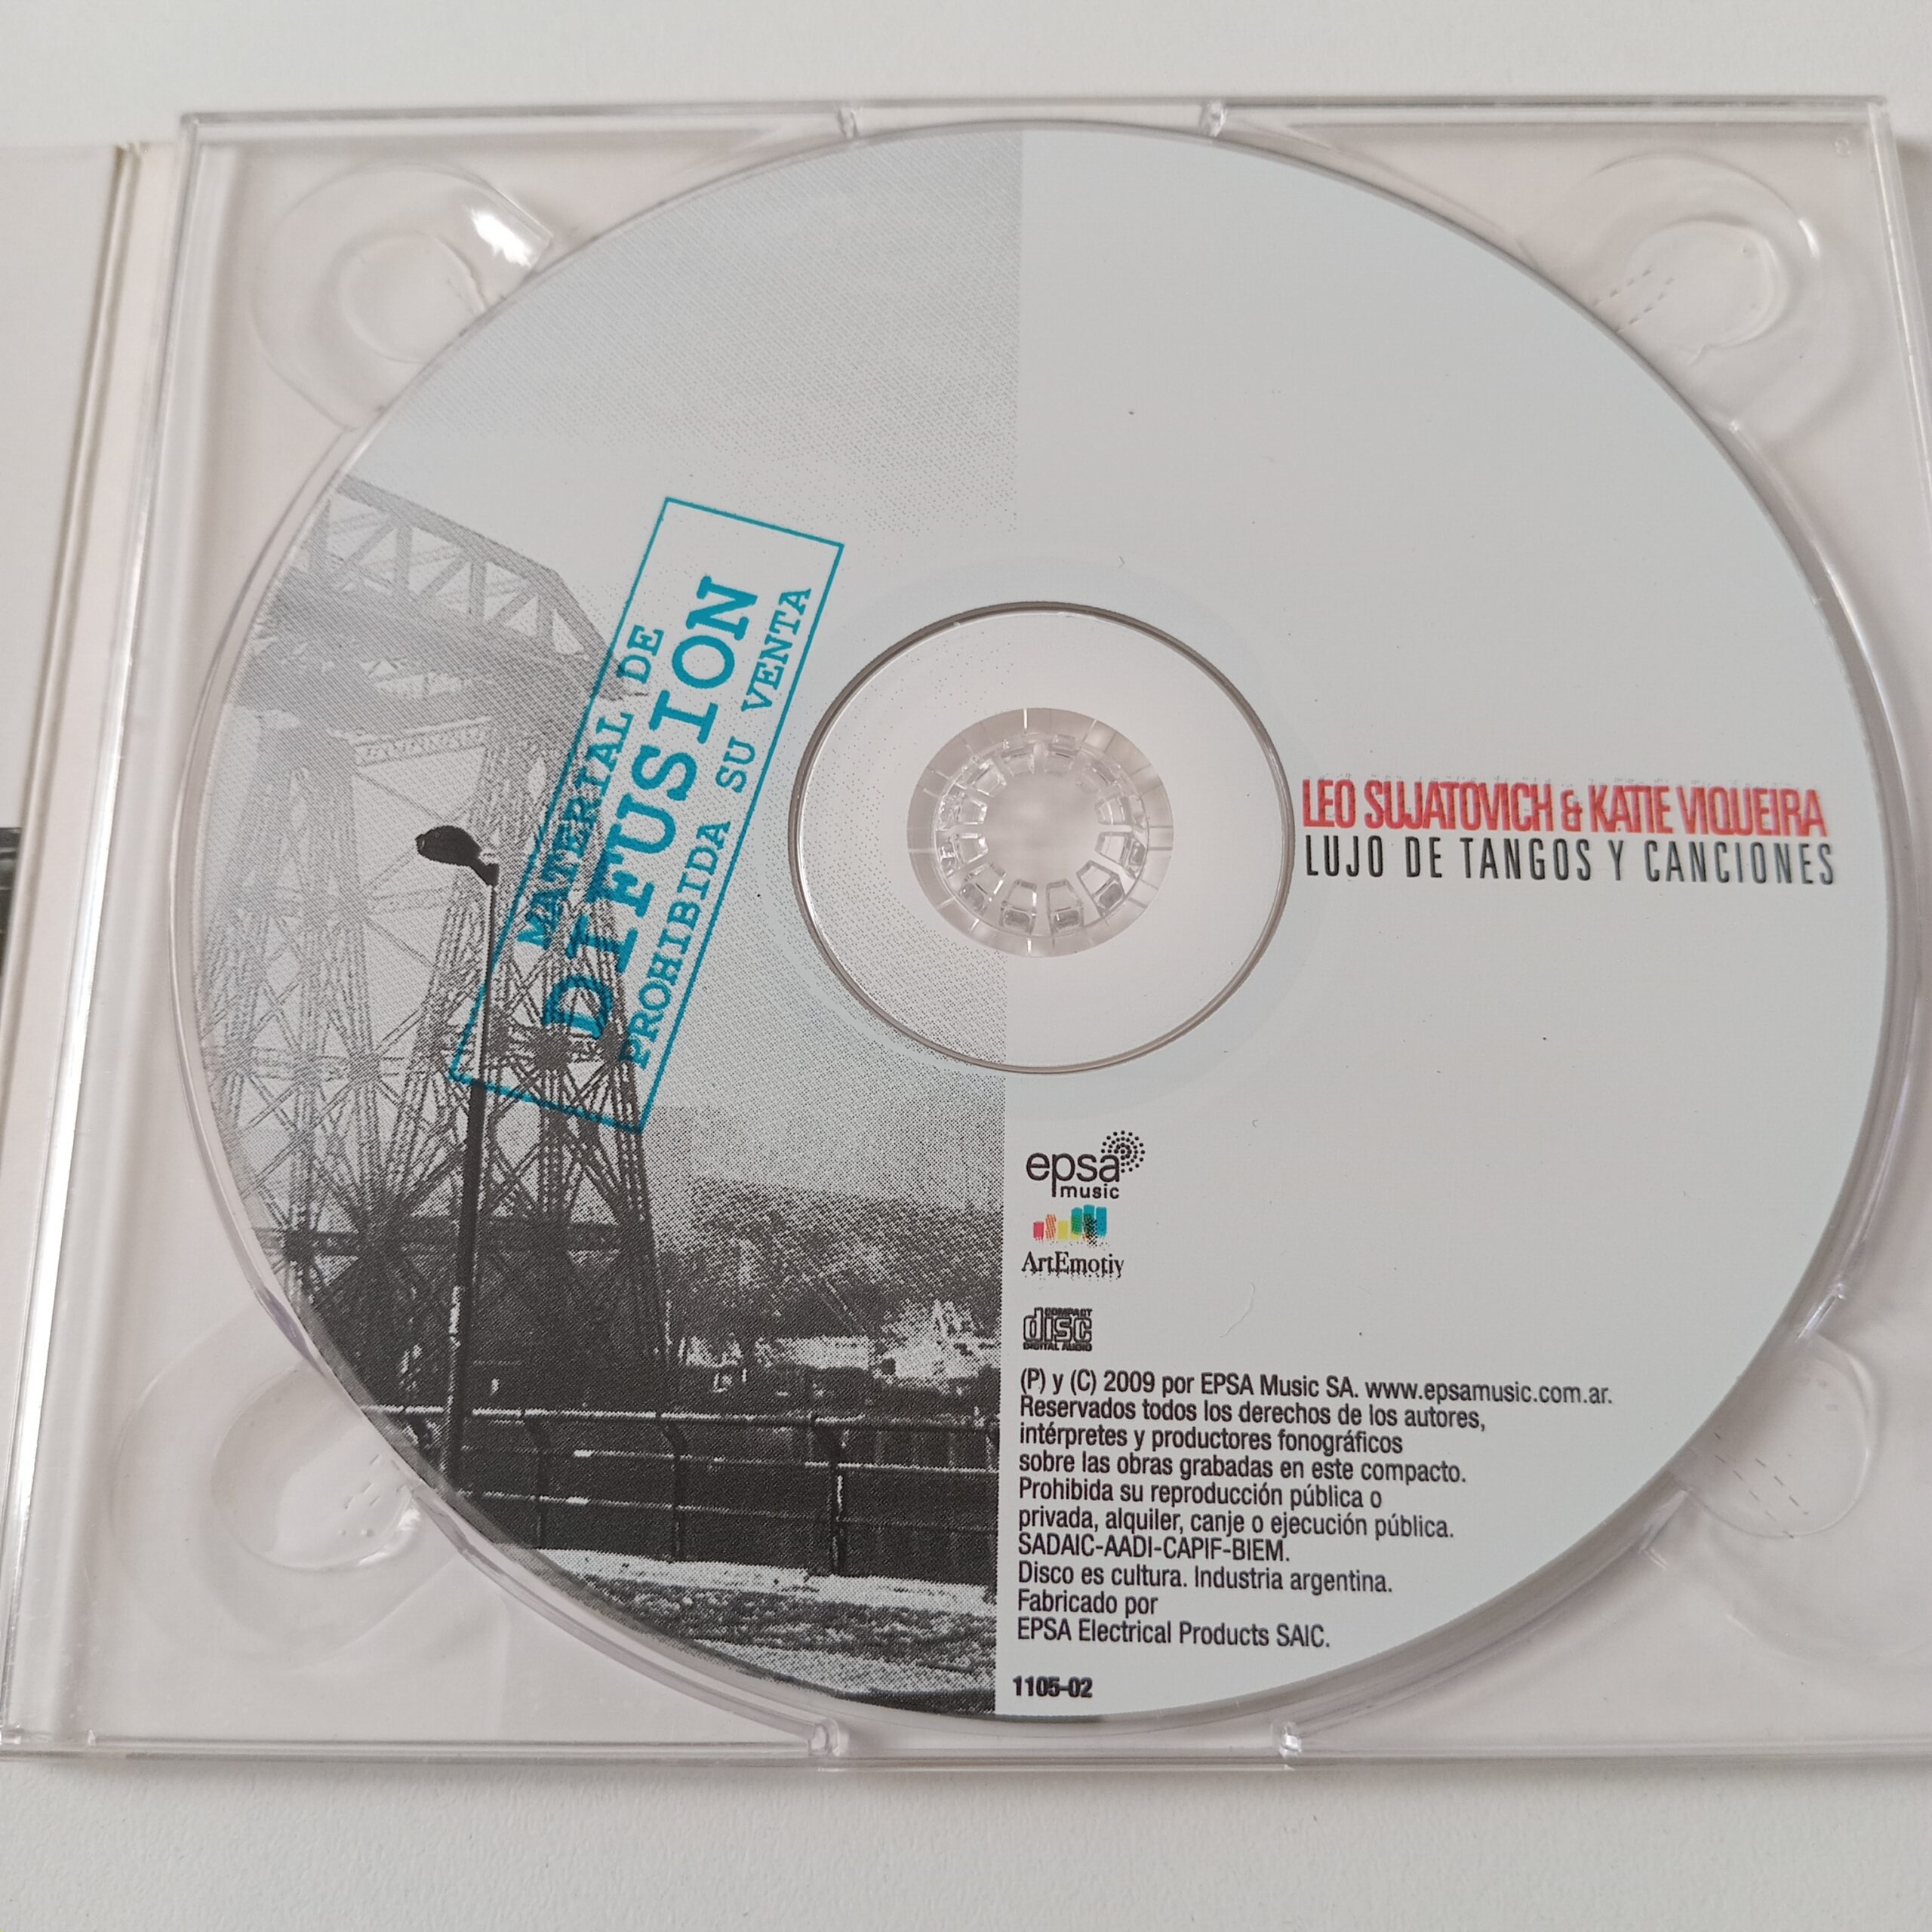 MATERIAL DE
DIFUSION
PROHIBIDA SU VENTA
LEO SUJATOVICH & KATIE VIQUEIRA
LUJO DE TANGOS Y CANCIONES
epsa
music
ArtEmotiv
COMPACT
disc
DIGITAL AUDIO
(P) y (C) 2009 por EPSA Music SA. www.epsamusic.com.ar.
Reservados todos los derechos de los autores,
intérpretes y productores fonográficos
sobre las obras grabadas en este compacto.
Prohibida su reproducción pública o
privada, alquiler, canje o ejecución pública.
SADAIC-AADI-CAPIF-BIEM.
Disco es cultura. Industria argentina.
Fabricado por
EPSA Electrical Products SAIC.
1105-02